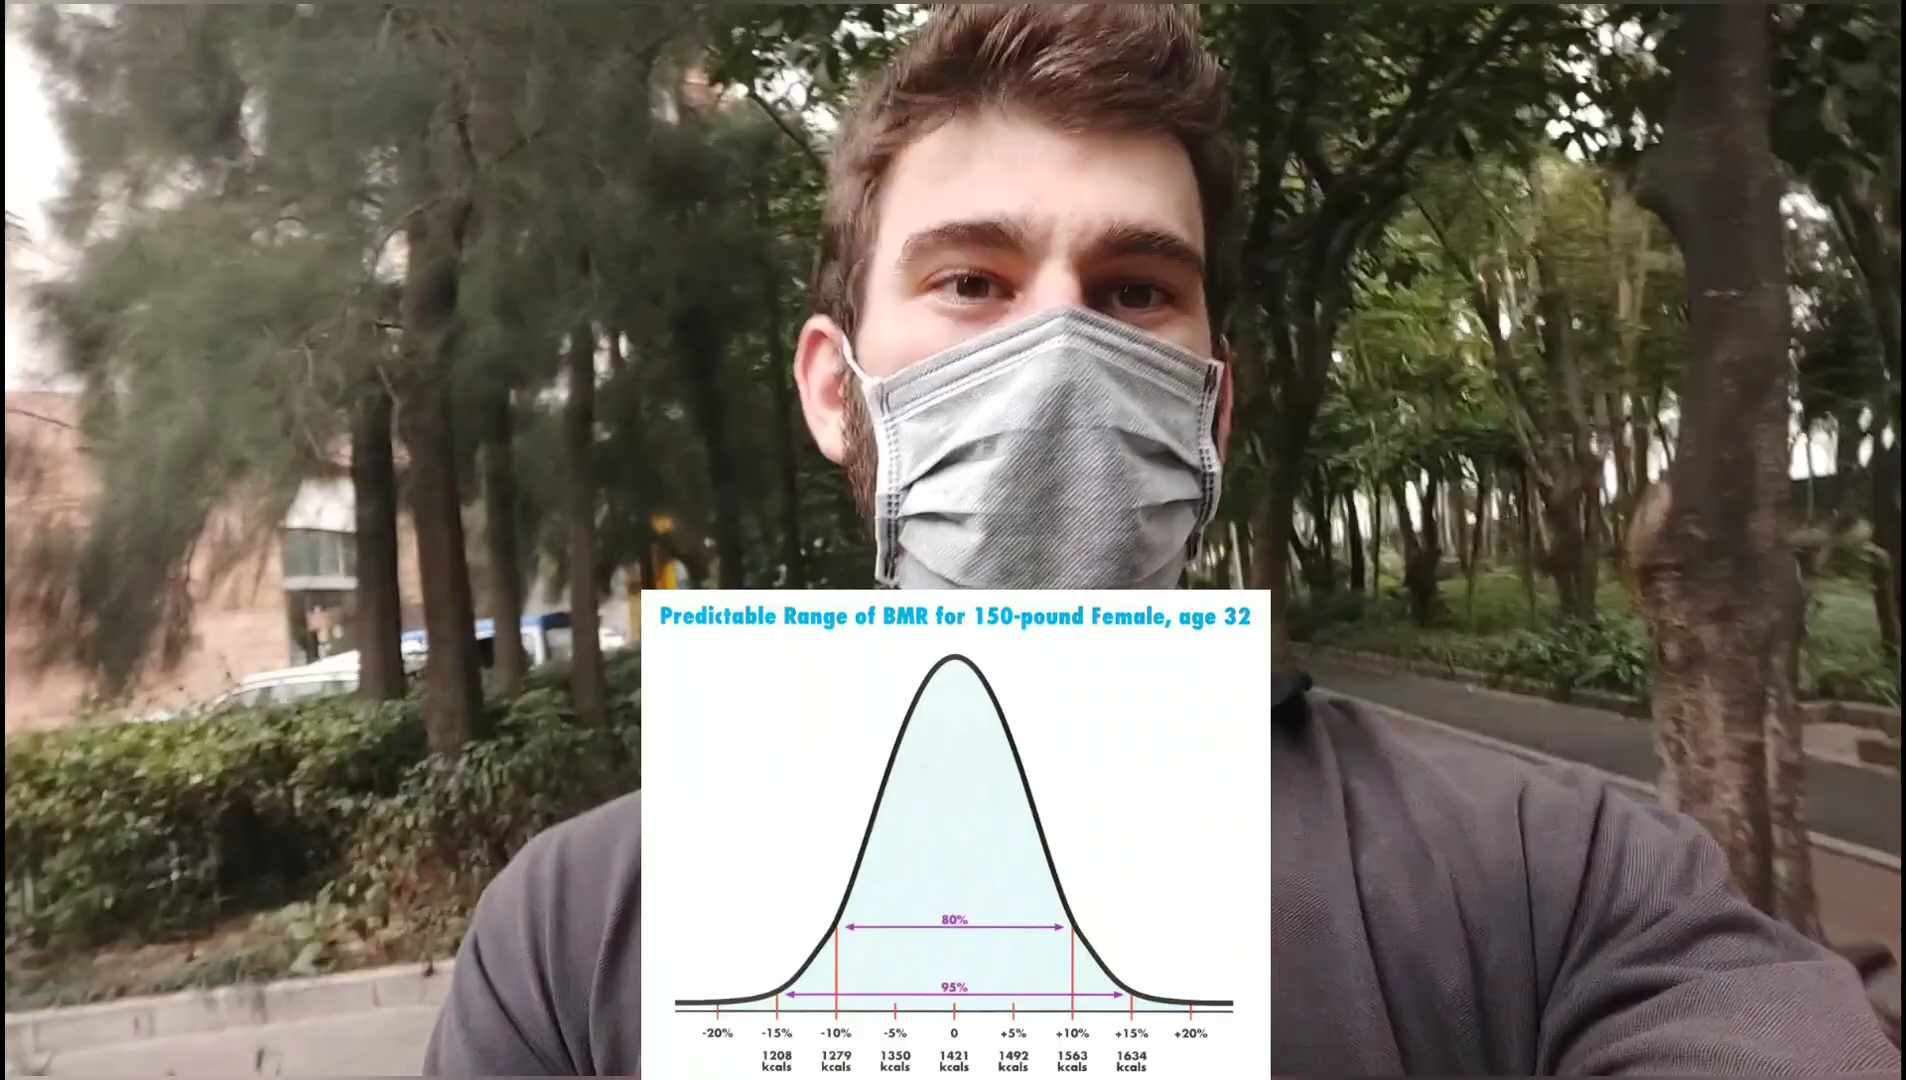 Predictable Range of BMR for 150-pound Female, age 32
80%
95%
-20% -15% -10% -5% 0 +5% +10% +15% +20%
1208 1279 1350 1421 1492 1563 1634
kcals kcals kcals kcals kcals kcals kcals